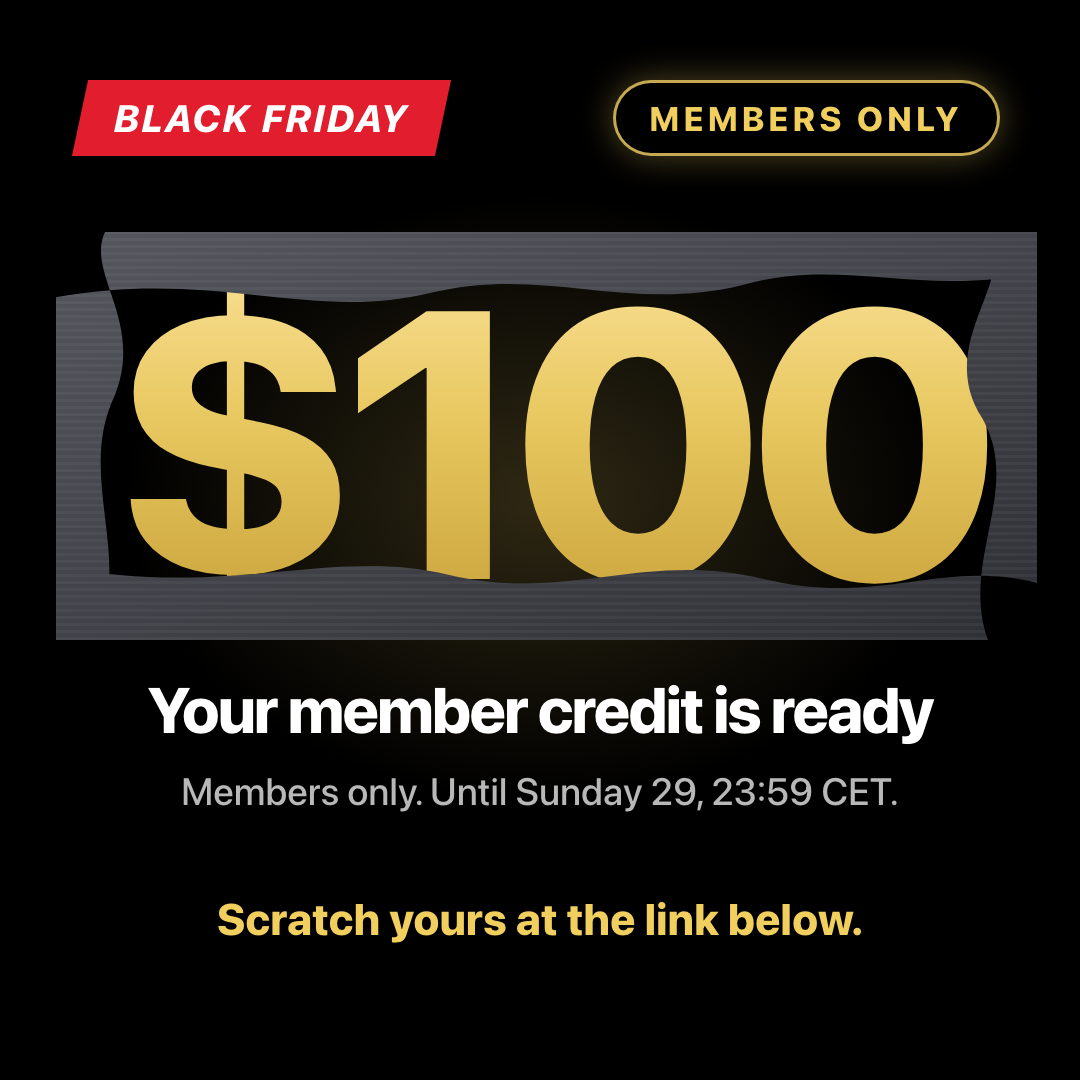 BLACK FRIDAY
MEMBERS ONLY
$100
Your member credit is ready
Members only. Until Sunday 29, 23:59 CET.
Scratch yours at the link below.